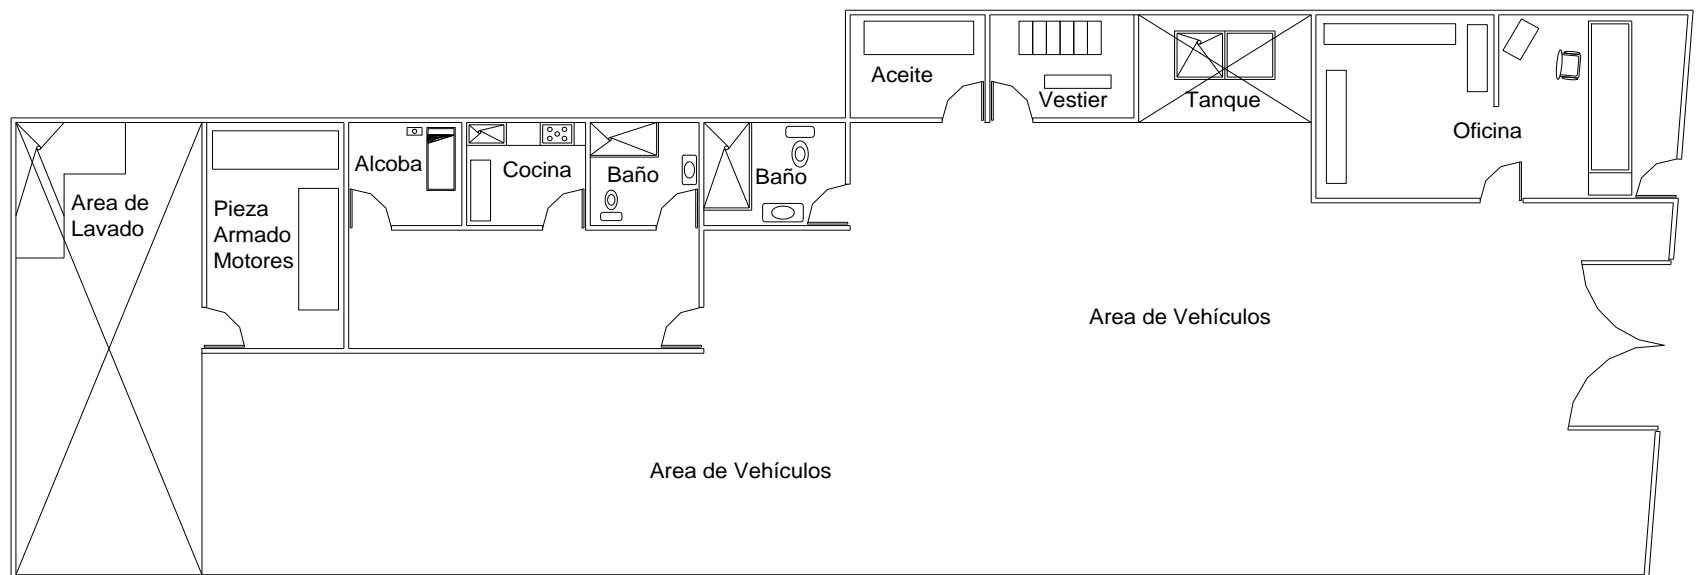 Aceite
Vestier
Tanque
Oficina
Alcoba
Cocina
Baño
Baño
Area de
Lavado
Pieza
Armado
Motores
Area de Vehículos
Area de Vehículos